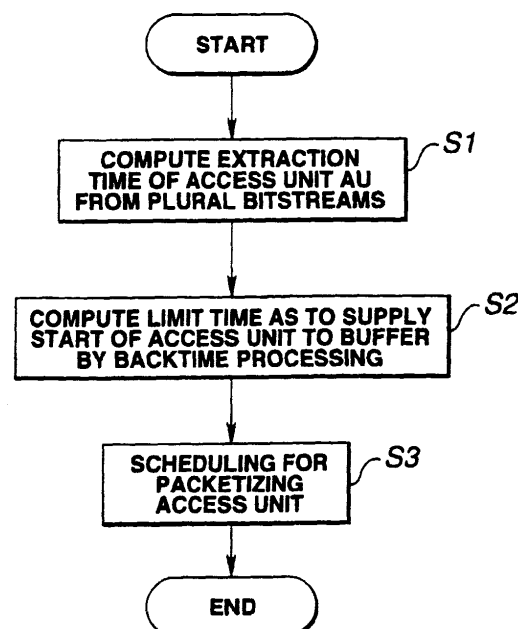 START
S1
COMPUTE EXTRACTION
TIME OF ACCESS UNIT AU
FROM PLURAL BITSTREAMS
S2
COMPUTE LIMIT TIME AS TO SUPPLY
START OF ACCESS UNIT TO BUFFER
BY BACKTIME PROCESSING
S3
SCHEDULING FOR
PACKETIZING
ACCESS UNIT
END